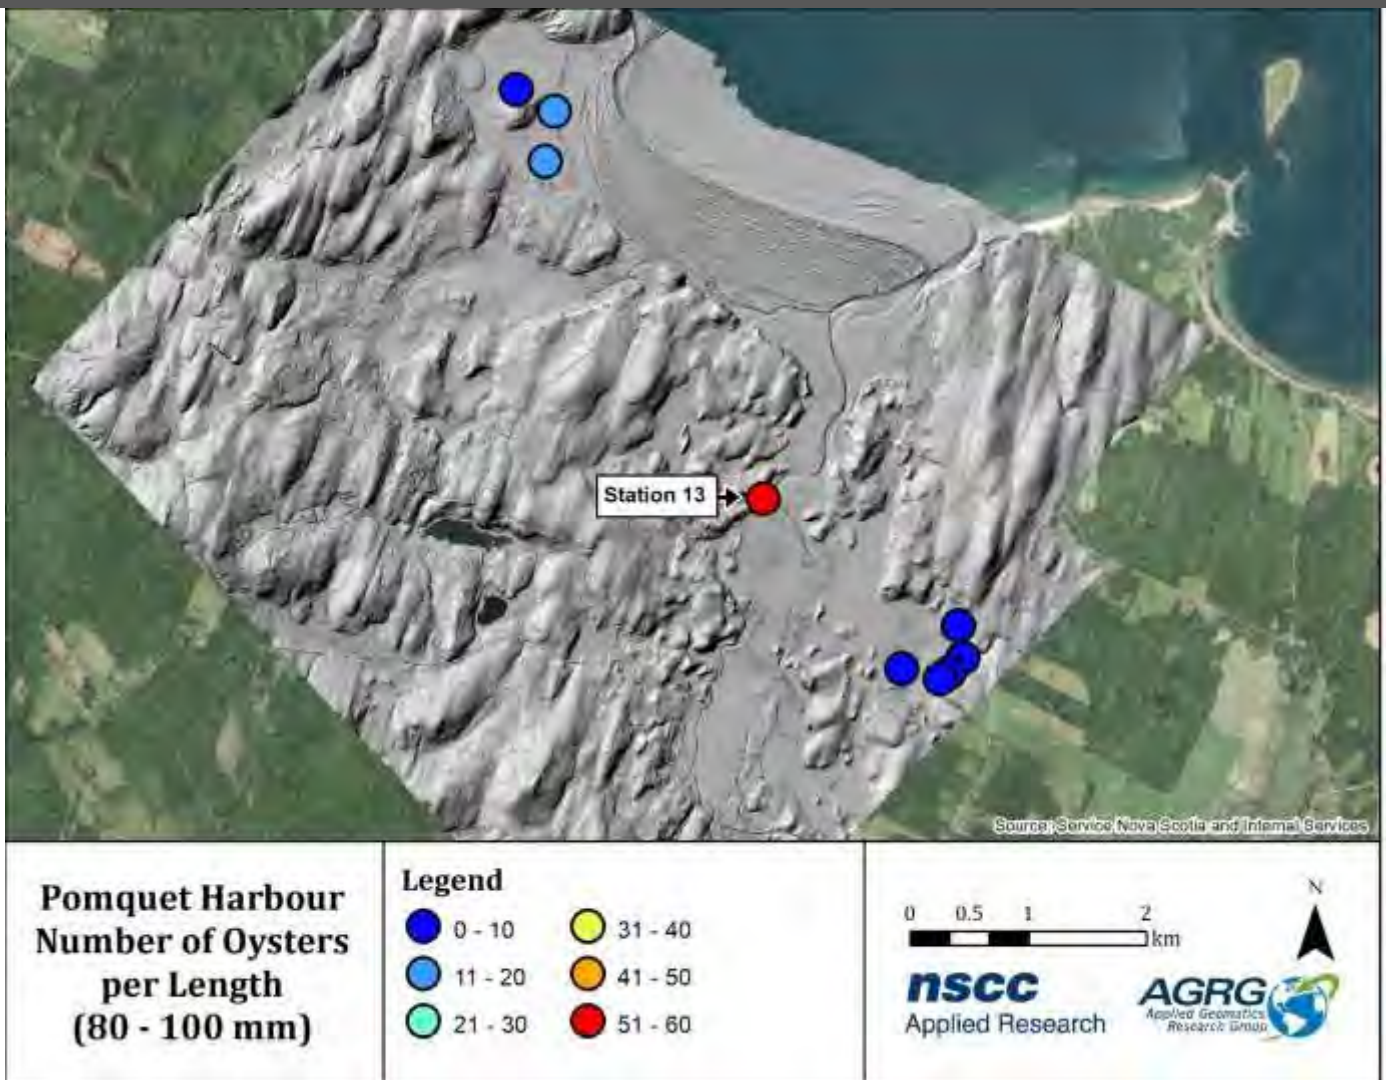 Station 13
Source: Service Nova Scotia and Internal Services
Pomquet Harbour
Number of Oysters
per Length
(80 - 100 mm)
Legend
0 - 10
11 - 20
21 - 30
31 - 40
41 - 50
51 - 60
0 0.5 1 2
km
N
nscc
Applied Research
AGRG
Applied Geomatics
Research Group